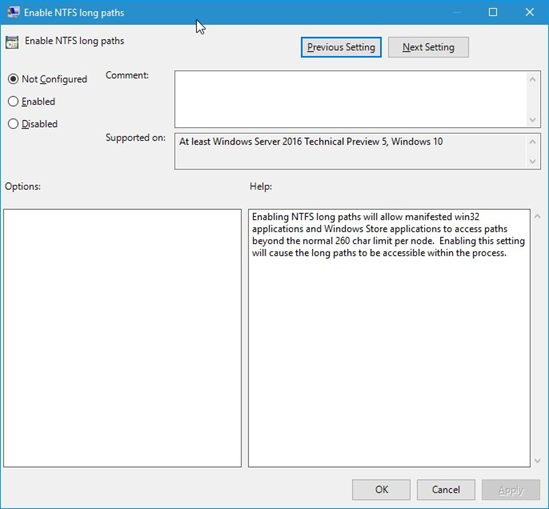 Enable NTFS long paths
Enable NTFS long paths
Previous Setting
Next Setting
Not Configured
Enabled
Disabled
Comment:
Supported on:
At least Windows Server 2016 Technical Preview 5, Windows 10
Options:
Help:
Enabling NTFS long paths will allow manifested win32
applications and Windows Store applications to access paths
beyond the normal 260 char limit per node.  Enabling this setting
will cause the long paths to be accessible within the process.
OK
Cancel
Apply